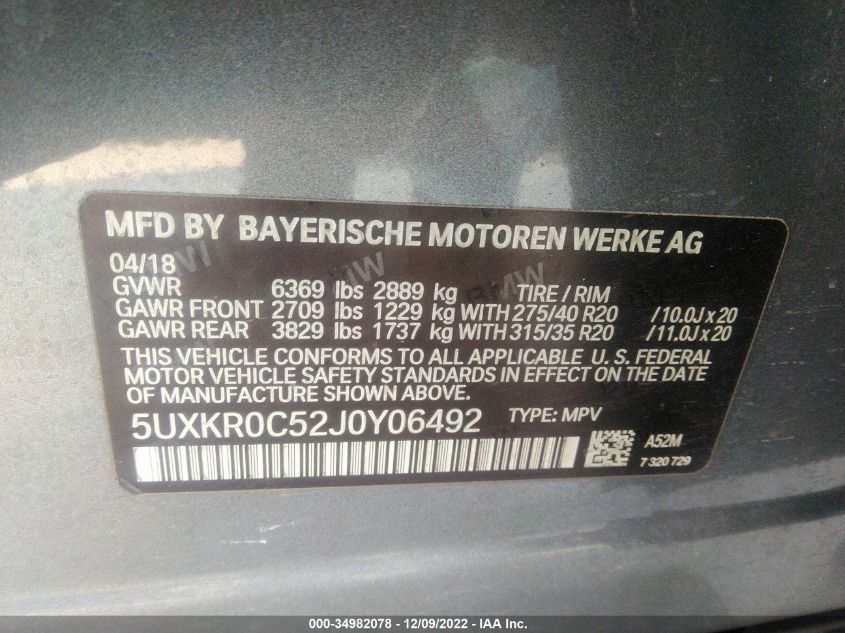 MFD BY BAYERISCHE MOTOREN WERKE AG
04/18
GVWR 6369 lbs 2889 kg TIRE / RIM
GAWR FRONT 2709 lbs 1229 kg WITH 275/40 R20 /10.0J x 20
GAWR REAR 3829 lbs 1737 kg WITH 315/35 R20 /11.0J x 20
THIS VEHICLE CONFORMS TO ALL APPLICABLE U. S. FEDERAL
MOTOR VEHICLE SAFETY STANDARDS IN EFFECT ON THE DATE
OF MANUFACTURE SHOWN ABOVE.
5UXKR0C52J0Y06492 TYPE: MPV
A52M
7 320 729
000-34982078 - 12/09/2022 - IAA Inc.